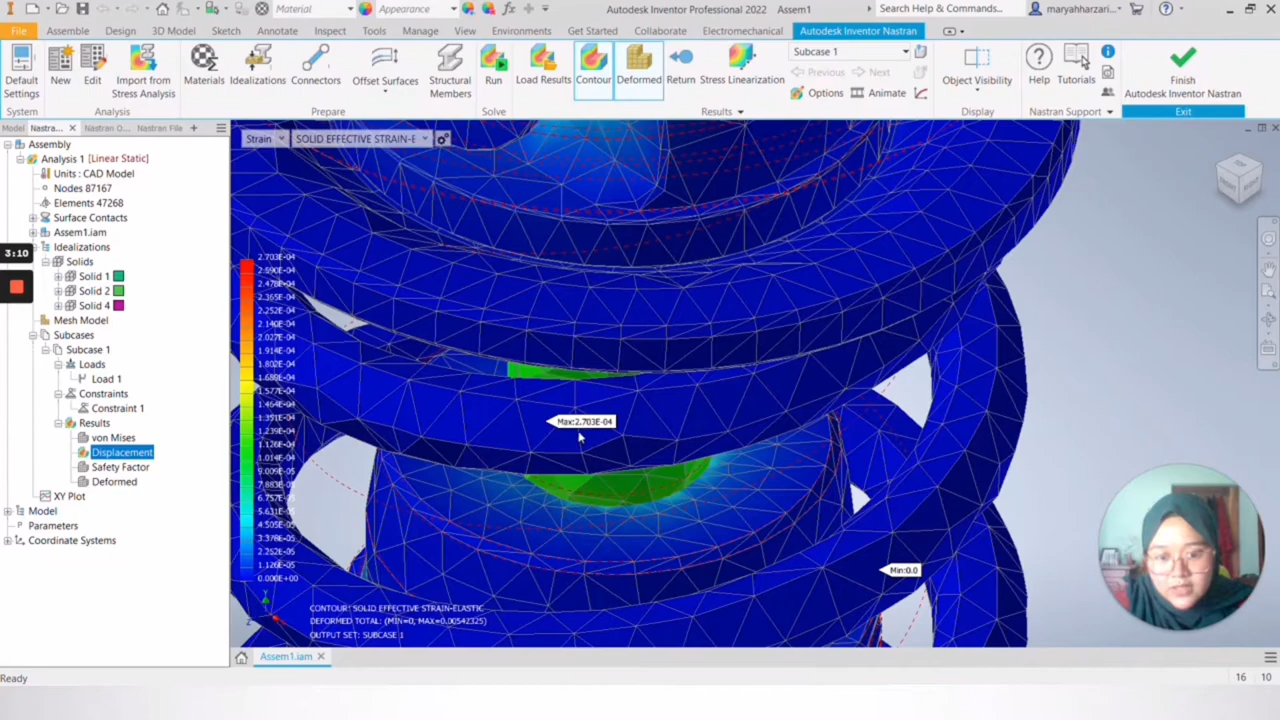 Material
Appearance
Autodesk Inventor Professional 2022 Assem1
Search Help & Commands...
maryahharzari...
File Assembly Design 3D Model Sketch Annotate Inspect Tools Manage View Environments Get Started Collaborate Electromechanical Autodesk Inventor Nastran
Default Settings
New
Edit
Import from Stress Analysis
Materials
Idealizations
Connectors
Offset Surfaces
Structural Members
Run
Load Results
Contour
Deformed
Return
Stress Linearization
Subcase 1
Previous Next
Options Animate
Object Visibility
Help
Tutorials
Finish Autodesk Inventor Nastran
System Analysis Prepare Solve Results Display Nastran Support Exit
Model Nastra... Nastran O... Nastran File
Strain SOLID EFFECTIVE STRAIN-E
Assembly
Analysis 1 [Linear Static]
Units : CAD Model
Nodes 87167
Elements 47268
Surface Contacts
Assem1.iam
Idealizations
Solids
Solid 1
Solid 2
Solid 4
Mesh Model
Subcases
Subcase 1
Loads
Load 1
Constraints
Constraint 1
Results
von Mises
Displacement
Safety Factor
Deformed
XY Plot
Model
Parameters
Coordinate Systems
3:10
2.703E-04
2.590E-04
2.478E-04
2.365E-04
2.252E-04
2.140E-04
2.027E-04
1.914E-04
1.802E-04
1.689E-04
1.577E-04
1.464E-04
1.351E-04
1.239E-04
1.126E-04
1.014E-04
9.009E-05
7.883E-05
6.757E-05
5.631E-05
4.505E-05
3.378E-05
2.252E-05
1.126E-05
0.000E+00
Max:2.703E-04
Min:0.0
CONTOUR: SOLID EFFECTIVE STRAIN-ELASTIC
DEFORMED TOTAL: (MIN=0, MAX=0.00542325)
OUTPUT SET: SUBCASE 1
Assem1.iam
Ready
16 10